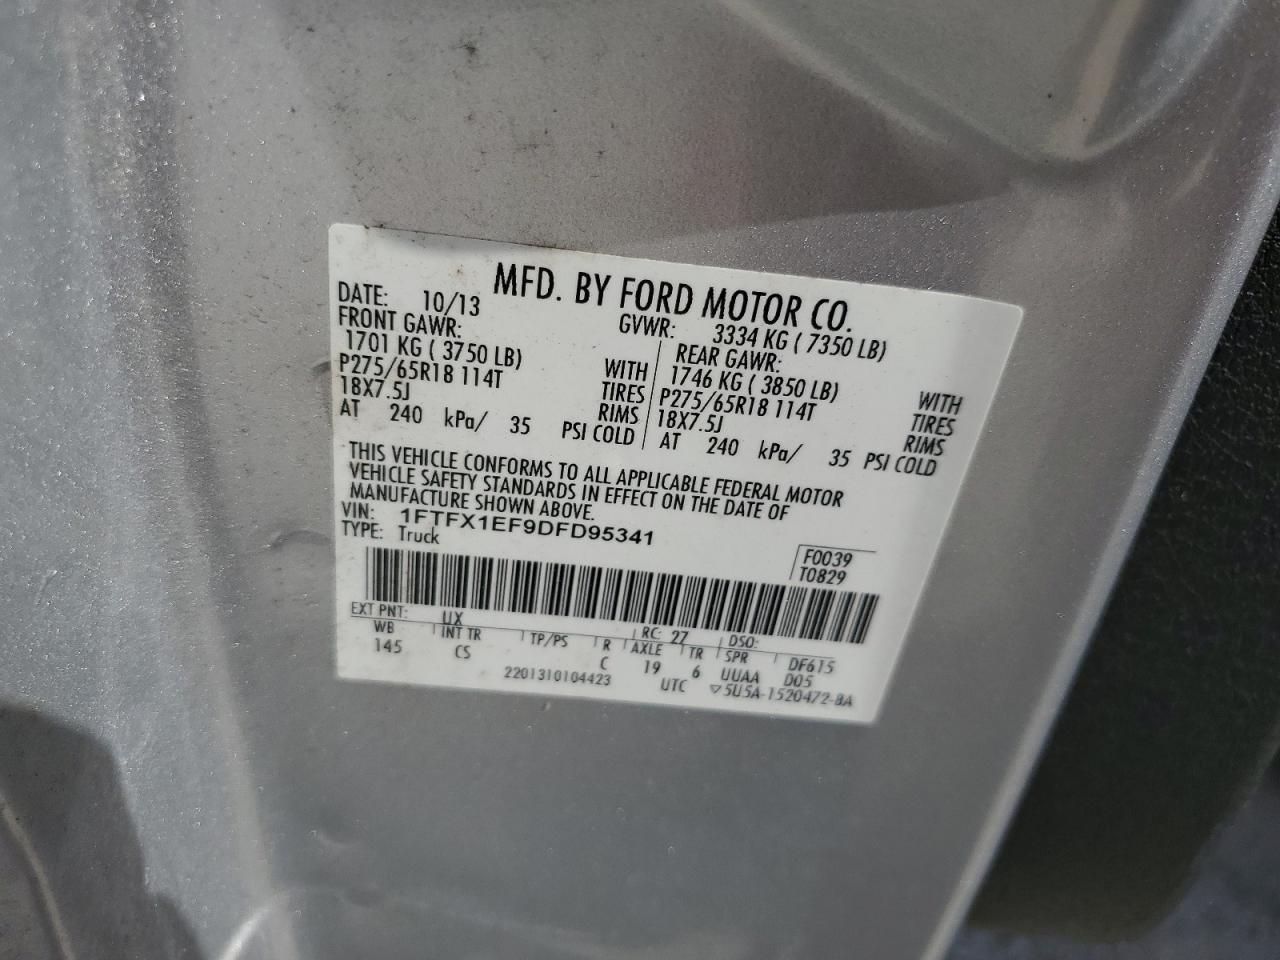 MFD. BY FORD MOTOR CO.
DATE: 10/13 GVWR: 3334 KG ( 7350 LB)
FRONT GAWR: REAR GAWR:
1701 KG ( 3750 LB) WITH 1746 KG ( 3850 LB) WITH
P275/65R18 114T TIRES P275/65R18 114T TIRES
18X7.5J RIMS 18X7.5J RIMS
AT 240 kPa/ 35 PSI COLD AT 240 kPa/ 35 PSI COLD
THIS VEHICLE CONFORMS TO ALL APPLICABLE FEDERAL MOTOR
VEHICLE SAFETY STANDARDS IN EFFECT ON THE DATE OF
MANUFACTURE SHOWN ABOVE.
VIN: 1FTFX1EF9DFD95341
TYPE: Truck
F0039
T0829
EXT PNT: UX RC: 27 DSO:
WB INT TR TP/PS R AXLE TR SPR DF615
145 CS C 19 6 UUAA D05
2201310104423 UTC ▽5U5A-1520472-BA